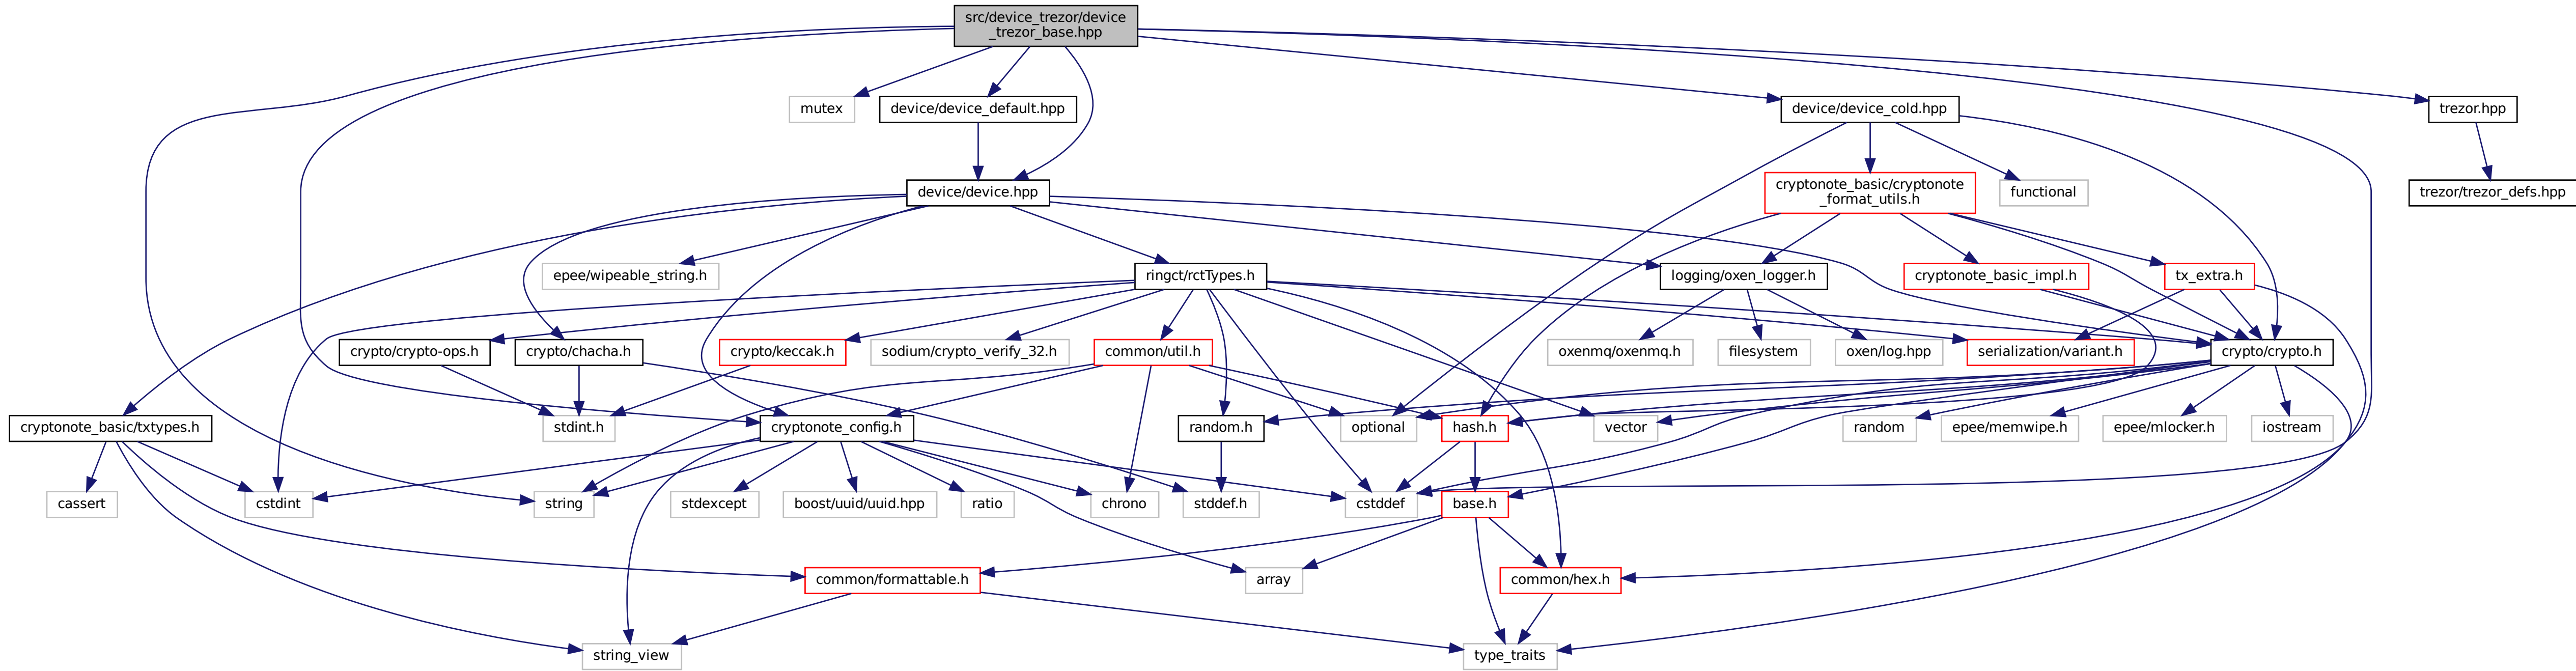 src/device_trezor/device
_trezor_base.hpp
mutex
device/device_default.hpp
device/device_cold.hpp
trezor.hpp
device/device.hpp
cryptonote_basic/cryptonote
_format_utils.h
functional
trezor/trezor_defs.hpp
epee/wipeable_string.h
ringct/rctTypes.h
logging/oxen_logger.h
cryptonote_basic_impl.h
tx_extra.h
crypto/crypto-ops.h
crypto/chacha.h
crypto/keccak.h
sodium/crypto_verify_32.h
common/util.h
oxenmq/oxenmq.h
filesystem
oxen/log.hpp
serialization/variant.h
crypto/crypto.h
cryptonote_basic/txtypes.h
stdint.h
cryptonote_config.h
random.h
optional
hash.h
vector
random
epee/memwipe.h
epee/mlocker.h
iostream
cassert
cstdint
string
stdexcept
boost/uuid/uuid.hpp
ratio
chrono
stddef.h
cstddef
base.h
common/formattable.h
array
common/hex.h
string_view
type_traits